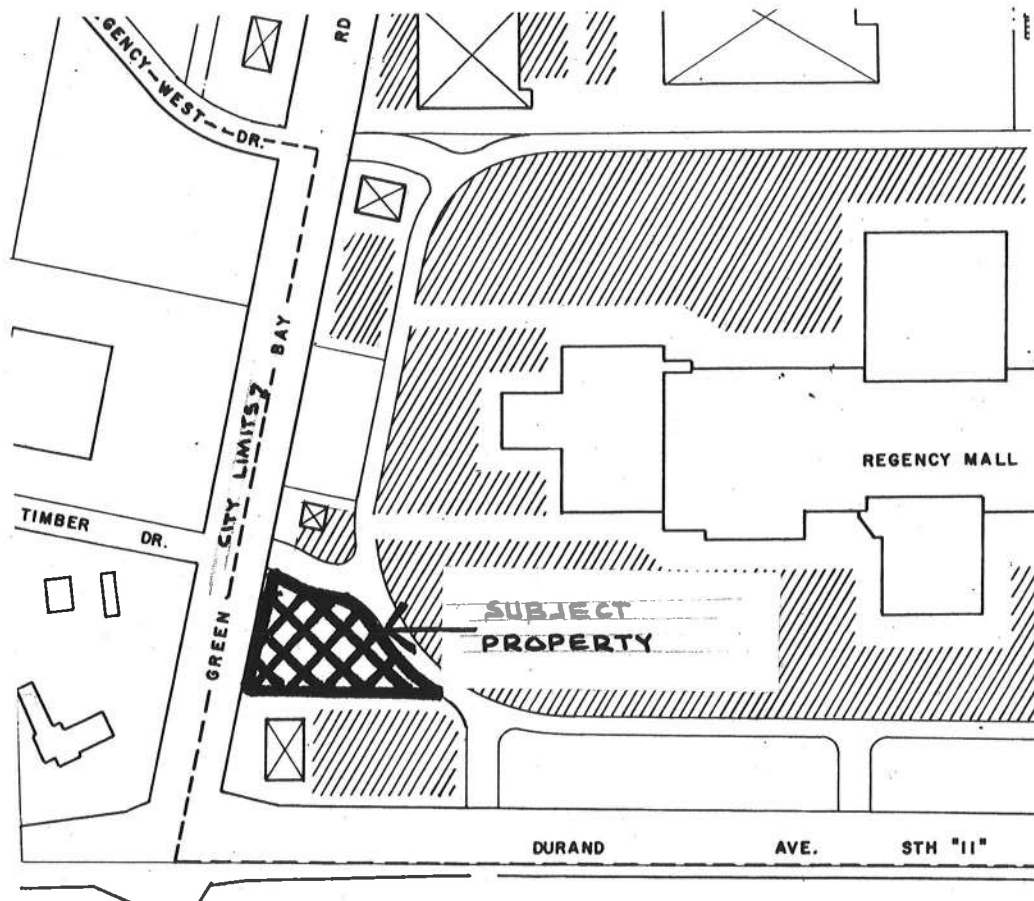 RD
GENCY-WEST DR.
BAY
CITY LIMITS
REGENCY MALL
TIMBER DR.
SUBJECT
PROPERTY
GREEN
DURAND AVE. STH "11"